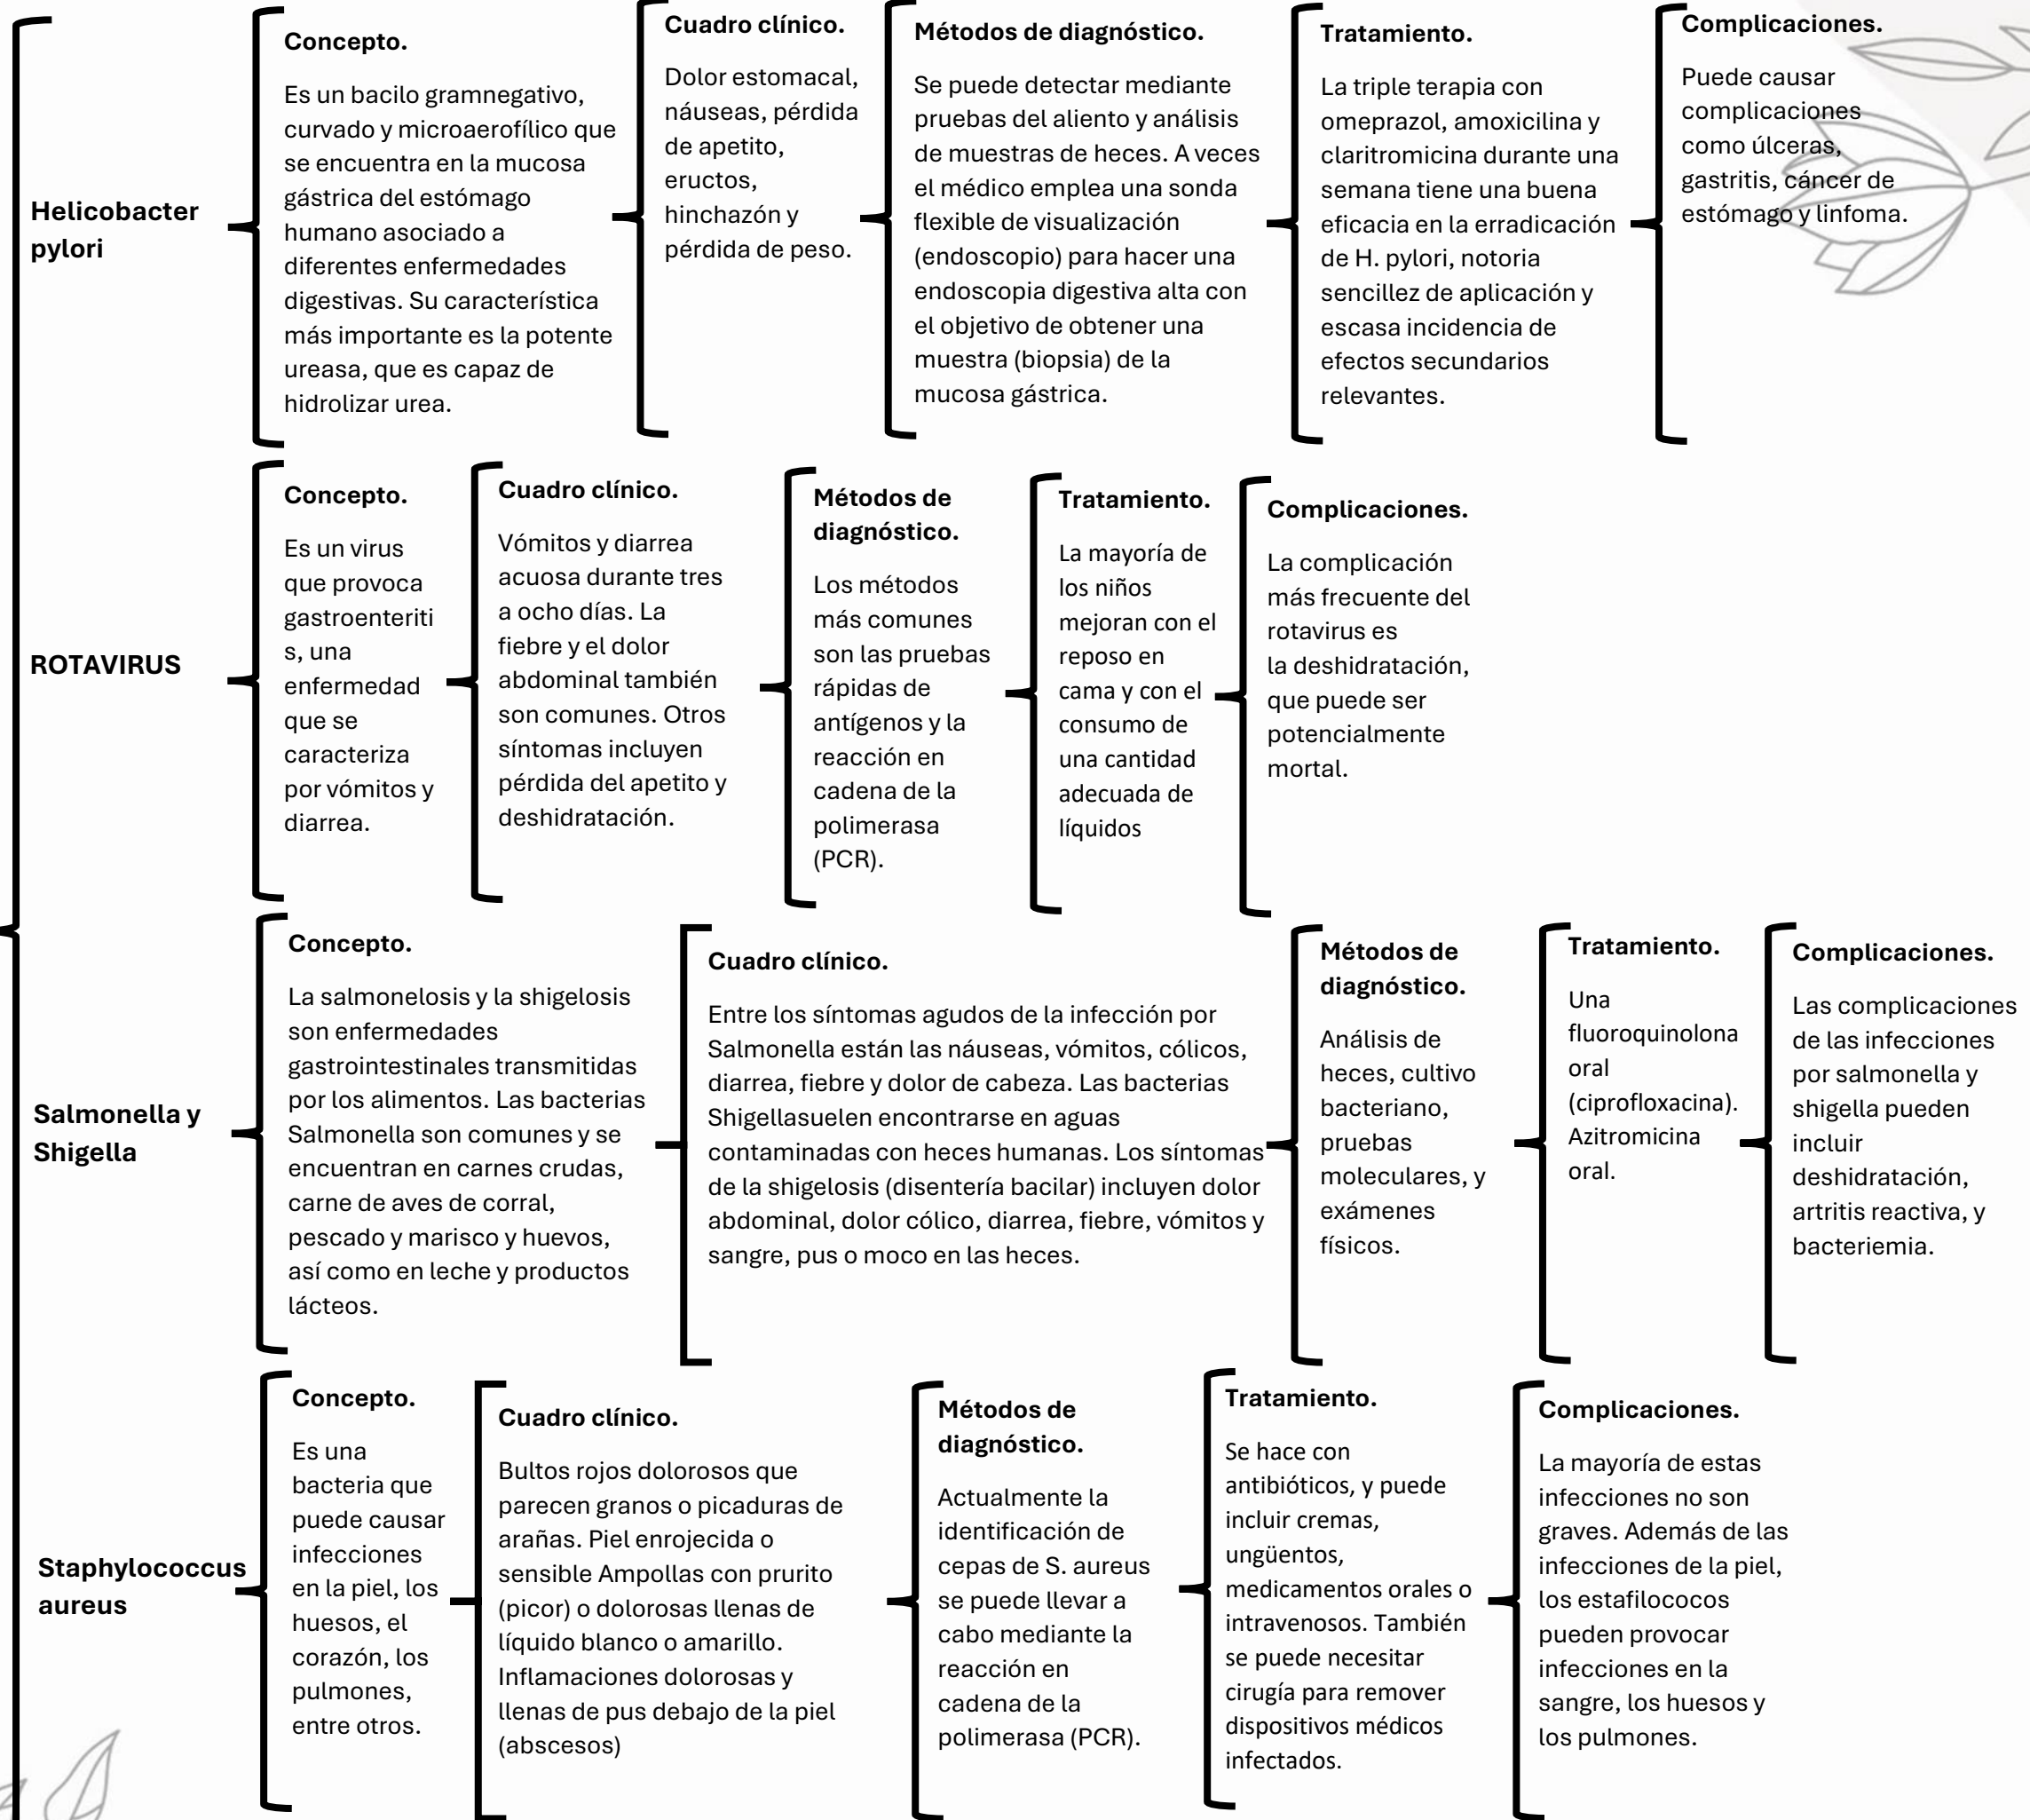 Helicobacter
pylori
Concepto.
Es un bacilo gramnegativo,
curvado y microaerofílico que
se encuentra en la mucosa
gástrica del estómago
humano asociado a
diferentes enfermedades
digestivas. Su característica
más importante es la potente
ureasa, que es capaz de
hidrolizar urea.
Cuadro clínico.
Dolor estomacal,
náuseas, pérdida
de apetito,
eructos,
hinchazón y
pérdida de peso.
Métodos de diagnóstico.
Se puede detectar mediante
pruebas del aliento y análisis
de muestras de heces. A veces
el médico emplea una sonda
flexible de visualización
(endoscopio) para hacer una
endoscopia digestiva alta con
el objetivo de obtener una
muestra (biopsia) de la
mucosa gástrica.
Tratamiento.
La triple terapia con
omeprazol, amoxicilina y
claritromicina durante una
semana tiene una buena
eficacia en la erradicación
de H. pylori, notoria
sencillez de aplicación y
escasa incidencia de
efectos secundarios
relevantes.
Complicaciones.
Puede causar
complicaciones
como úlceras,
gastritis, cáncer de
estómago y linfoma.
ROTAVIRUS
Concepto.
Es un virus
que provoca
gastroenteriti
s, una
enfermedad
que se
caracteriza
por vómitos y
diarrea.
Cuadro clínico.
Vómitos y diarrea
acuosa durante tres
a ocho días. La
fiebre y el dolor
abdominal también
son comunes. Otros
síntomas incluyen
pérdida del apetito y
deshidratación.
Métodos de
diagnóstico.
Los métodos
más comunes
son las pruebas
rápidas de
antígenos y la
reacción en
cadena de la
polimerasa
(PCR).
Tratamiento.
La mayoría de
los niños
mejoran con el
reposo en
cama y con el
consumo de
una cantidad
adecuada de
líquidos
Complicaciones.
La complicación
más frecuente del
rotavirus es
la deshidratación,
que puede ser
potencialmente
mortal.
Salmonella y
Shigella
Concepto.
La salmonelosis y la shigelosis
son enfermedades
gastrointestinales transmitidas
por los alimentos. Las bacterias
Salmonella son comunes y se
encuentran en carnes crudas,
carne de aves de corral,
pescado y marisco y huevos,
así como en leche y productos
lácteos.
Cuadro clínico.
Entre los síntomas agudos de la infección por
Salmonella están las náuseas, vómitos, cólicos,
diarrea, fiebre y dolor de cabeza. Las bacterias
Shigellasuelen encontrarse en aguas
contaminadas con heces humanas. Los síntomas
de la shigelosis (disentería bacilar) incluyen dolor
abdominal, dolor cólico, diarrea, fiebre, vómitos y
sangre, pus o moco en las heces.
Métodos de
diagnóstico.
Análisis de
heces, cultivo
bacteriano,
pruebas
moleculares, y
exámenes
físicos.
Tratamiento.
Una
fluoroquinolona
oral
(ciprofloxacina).
Azitromicina
oral.
Complicaciones.
Las complicaciones
de las infecciones
por salmonella y
shigella pueden
incluir
deshidratación,
artritis reactiva, y
bacteriemia.
Staphylococcus
aureus
Concepto.
Es una
bacteria que
puede causar
infecciones
en la piel, los
huesos, el
corazón, los
pulmones,
entre otros.
Cuadro clínico.
Bultos rojos dolorosos que
parecen granos o picaduras de
arañas. Piel enrojecida o
sensible Ampollas con prurito
(picor) o dolorosas llenas de
líquido blanco o amarillo.
Inflamaciones dolorosas y
llenas de pus debajo de la piel
(abscesos)
Métodos de
diagnóstico.
Actualmente la
identificación de
cepas de S. aureus
se puede llevar a
cabo mediante la
reacción en
cadena de la
polimerasa (PCR).
Tratamiento.
Se hace con
antibióticos, y puede
incluir cremas,
ungüentos,
medicamentos orales o
intravenosos. También
se puede necesitar
cirugía para remover
dispositivos médicos
infectados.
Complicaciones.
La mayoría de estas
infecciones no son
graves. Además de las
infecciones de la piel,
los estafilococos
pueden provocar
infecciones en la
sangre, los huesos y
los pulmones.